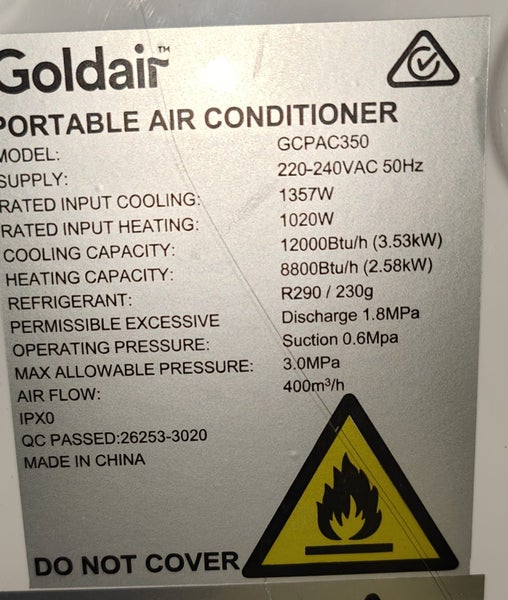 Goldair™
PORTABLE AIR CONDITIONER
MODEL: GCPAC350
SUPPLY: 220-240VAC 50Hz
RATED INPUT COOLING: 1357W
RATED INPUT HEATING: 1020W
COOLING CAPACITY: 12000Btu/h (3.53kW)
HEATING CAPACITY: 8800Btu/h (2.58kW)
REFRIGERANT: R290 / 230g
PERMISSIBLE EXCESSIVE Discharge 1.8MPa
OPERATING PRESSURE: Suction 0.6Mpa
MAX ALLOWABLE PRESSURE: 3.0MPa
AIR FLOW: 400m³/h
IPX0
QC PASSED:26253-3020
MADE IN CHINA
DO NOT COVER